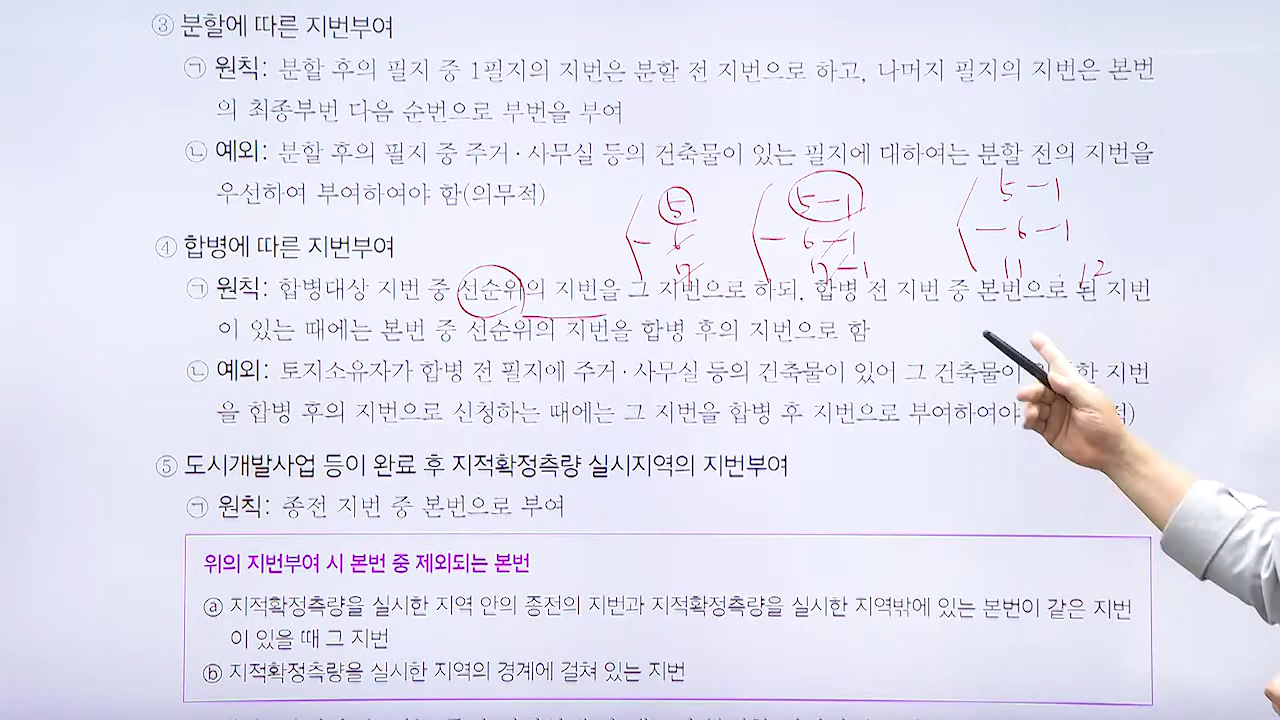 ③ 분할에 따른 지번부여
㉠ 원칙: 분할 후의 필지 중 1필지의 지번은 분할 전 지번으로 하고, 나머지 필지의 지번은 본번
의 최종부번 다음 순번으로 부번을 부여
㉡ 예외: 분할 후의 필지 중 주거·사무실 등의 건축물이 있는 필지에 대하여는 분할 전의 지번을
우선하여 부여하여야 함(의무적)
5 5-1 5-1
6 6-1 6-1
7 17-1 11, 12
④ 합병에 따른 지번부여
㉠ 원칙: 합병대상 지번 중 선순위의 지번을 그 지번으로 하되, 합병 전 지번 중 본번으로 된 지번
이 있는 때에는 본번 중 선순위의 지번을 합병 후의 지번으로 함
㉡ 예외: 토지소유자가 합병 전 필지에 주거·사무실 등의 건축물이 있어 그 건축물이 지번
을 합병 후의 지번으로 신청하는 때에는 그 지번을 합병 후 지번으로 부여하여야
⑤ 도시개발사업 등이 완료 후 지적확정측량 실시지역의 지번부여
㉠ 원칙: 종전 지번 중 본번으로 부여
위의 지번부여 시 본번 중 제외되는 본번
ⓐ 지적확정측량을 실시한 지역 안의 종전의 지번과 지적확정측량을 실시한 지역밖에 있는 본번이 같은 지번
이 있을 때 그 지번
ⓑ 지적확정측량을 실시한 지역의 경계에 걸쳐 있는 지번